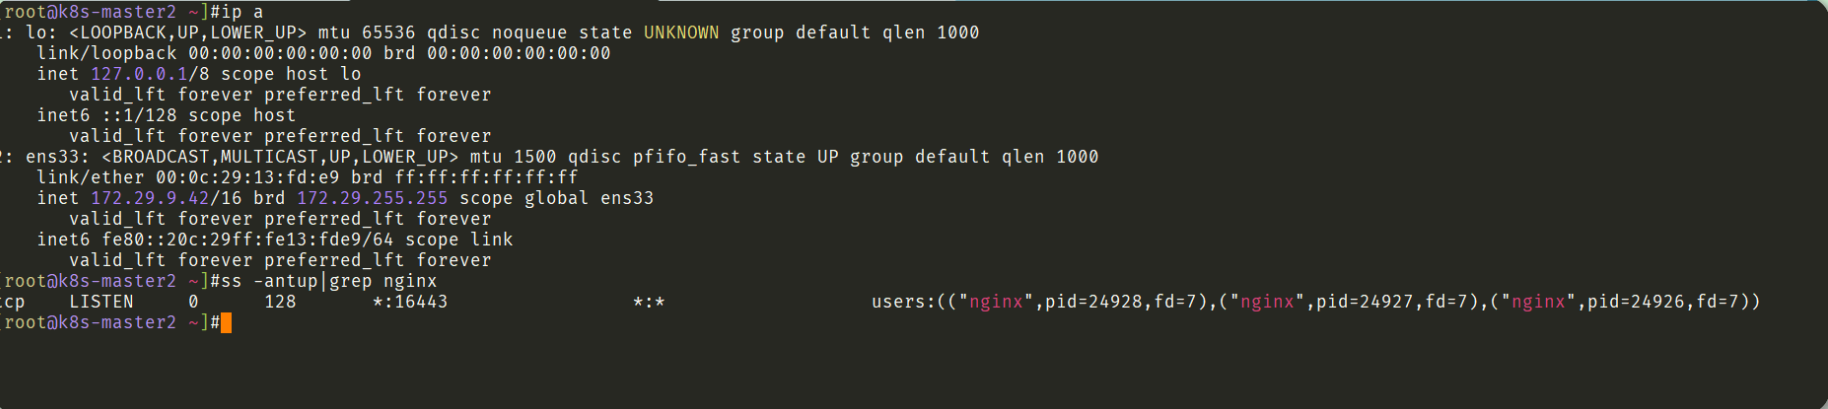 root@k8s-master2 ~]#ip a
: lo: <LOOPBACK,UP,LOWER_UP> mtu 65536 qdisc noqueue state UNKNOWN group default qlen 1000
link/loopback 00:00:00:00:00:00 brd 00:00:00:00:00:00
inet 127.0.0.1/8 scope host lo
valid_lft forever preferred_lft forever
inet6 ::1/128 scope host
valid_lft forever preferred_lft forever
2: ens33: <BROADCAST,MULTICAST,UP,LOWER_UP> mtu 1500 qdisc pfifo_fast state UP group default qlen 1000
link/ether 00:0c:29:13:fd:e9 brd ff:ff:ff:ff:ff:ff
inet 172.29.9.42/16 brd 172.29.255.255 scope global ens33
valid_lft forever preferred_lft forever
inet6 fe80::20c:29ff:fe13:fde9/64 scope link
valid_lft forever preferred_lft forever
[root@k8s-master2 ~]#ss -antup|grep nginx
tcp LISTEN 0 128 *:16443 *:* users:(("nginx",pid=24928,fd=7),("nginx",pid=24927,fd=7),("nginx",pid=24926,fd=7))
[root@k8s-master2 ~]#